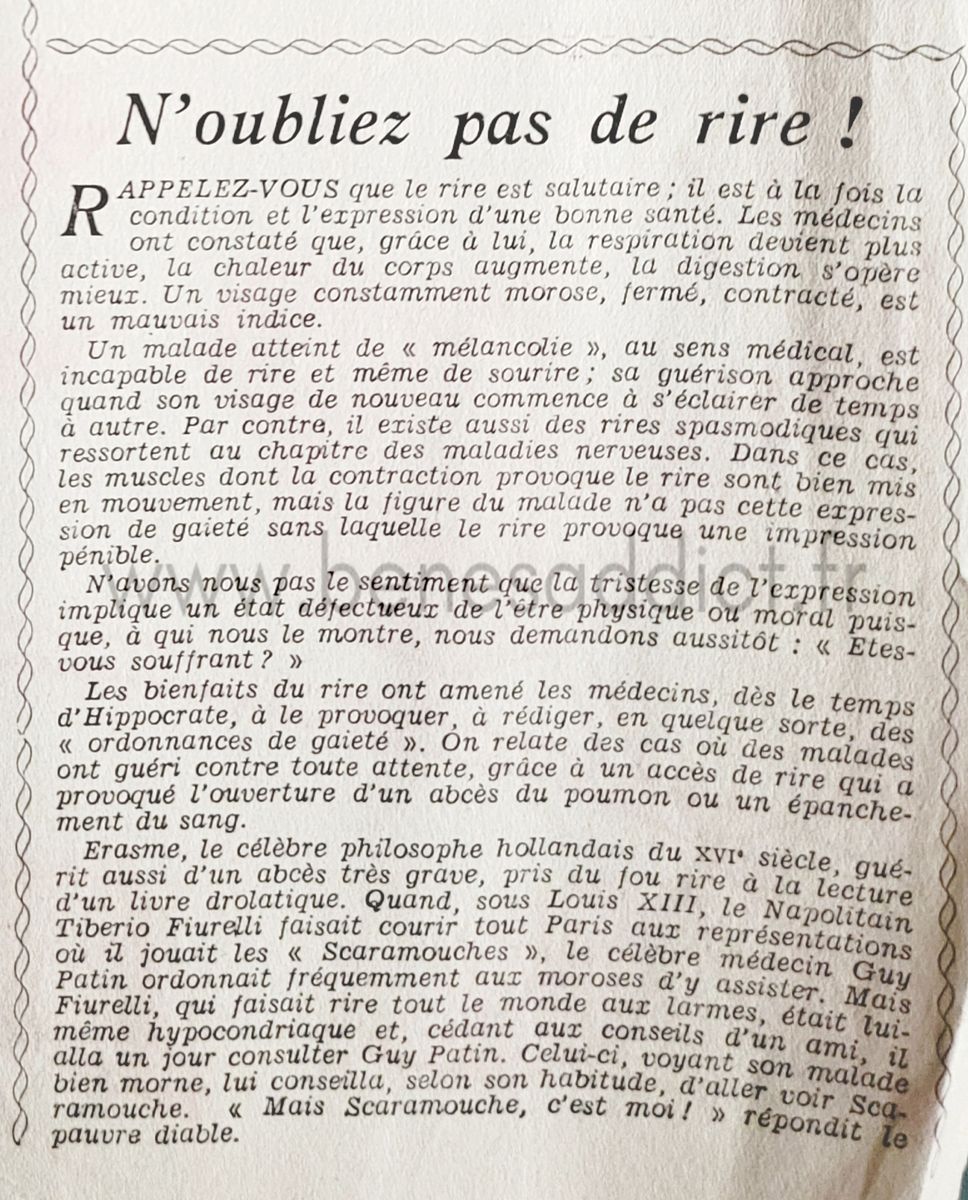 N'oubliez pas de rire !
RAPPELEZ-VOUS que le rire est salutaire ; il est à la fois la
condition et l'expression d'une bonne santé. Les médecins
ont constaté que, grâce à lui, la respiration devient plus
active, la chaleur du corps augmente, la digestion s'opère
mieux. Un visage constamment morose, fermé, contracté, est
un mauvais indice.
Un malade atteint de « mélancolie », au sens médical, est
incapable de rire et même de sourire ; sa guérison approche
quand son visage de nouveau commence à s'éclairer de temps
à autre. Par contre, il existe aussi des rires spasmodiques qui
ressortent au chapitre des maladies nerveuses. Dans ce cas,
les muscles dont la contraction provoque le rire sont bien mis
en mouvement, mais la figure du malade n'a pas cette expres-
sion de gaieté sans laquelle le rire provoque une impression
pénible.
www.benesaddict.fr
N'avons nous pas le sentiment que la tristesse de l'expression
implique un état défectueux de l'être physique ou moral puis-
que, à qui nous le montre, nous demandons aussitôt : « Etes-
vous souffrant ? »
Les bienfaits du rire ont amené les médecins, dès le temps
d'Hippocrate, à le provoquer, à rédiger, en quelque sorte, des
« ordonnances de gaieté ». On relate des cas où des malades
ont guéri contre toute attente, grâce à un accès de rire qui a
provoqué l'ouverture d'un abcès du poumon ou un épanche-
ment du sang.
Erasme, le célèbre philosophe hollandais du XVIe siècle, gué-
rit aussi d'un abcès très grave, pris du fou rire à la lecture
d'un livre drolatique. Quand, sous Louis XIII, le Napolitain
Tiberio Fiurelli faisait courir tout Paris aux représentations
où il jouait les « Scaramouches », le célèbre médecin Guy
Patin ordonnait fréquemment aux moroses d'y assister. Mais
Fiurelli, qui faisait rire tout le monde aux larmes, était lui-
même hypocondriaque et, cédant aux conseils d'un ami, il
alla un jour consulter Guy Patin. Celui-ci, voyant son malade
bien morne, lui conseilla, selon son habitude, d'aller voir Sca-
ramouche. « Mais Scaramouche, c'est moi ! » répondit le
pauvre diable.